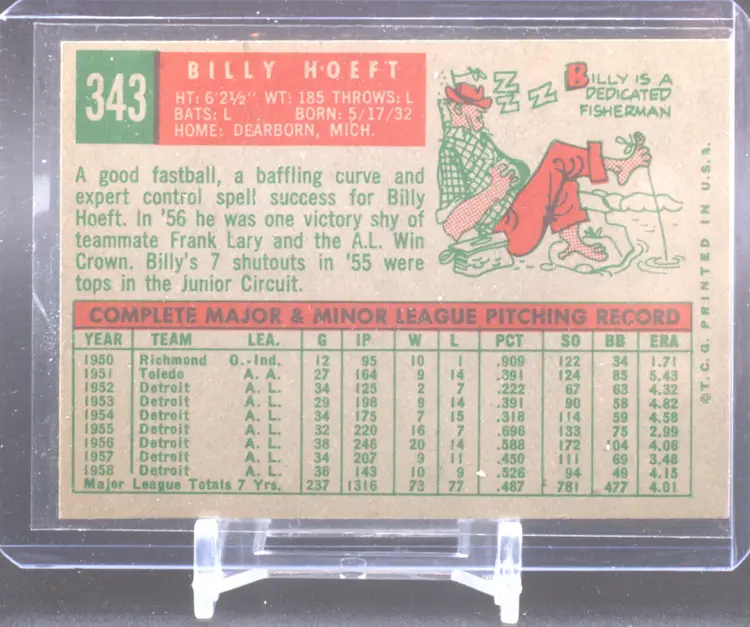 343
BILLY HOEFT
HT: 6'2½" WT: 185 THROWS: L
BATS: L BORN: 5/17/32
HOME: DEARBORN, MICH.
Z Z Z
BILLY IS A
DEDICATED
FISHERMAN
A good fastball, a baffling curve and
expert control spell success for Billy
Hoeft. In '56 he was one victory shy of
teammate Frank Lary and the A.L. Win
Crown. Billy's 7 shutouts in '55 were
tops in the Junior Circuit.
COMPLETE MAJOR & MINOR LEAGUE PITCHING RECORD
YEAR TEAM LEA. G IP W L PCT SO BB ERA
1950 Richmond O.-Ind. 12 95 10 1 .909 122 34 1.71
1951 Toledo A. A. 27 164 9 14 .391 124 85 5.43
1952 Detroit A. L. 34 125 2 7 .222 67 63 4.32
1953 Detroit A. L. 29 198 9 14 .391 90 58 4.82
1954 Detroit A. L. 34 175 7 15 .318 114 59 4.58
1955 Detroit A. L. 32 220 16 7 .696 133 75 2.99
1956 Detroit A. L. 38 248 20 14 .588 172 104 4.06
1957 Detroit A. L. 34 207 9 11 .450 111 69 3.48
1958 Detroit A. L. 36 143 10 9 .526 94 49 4.15
Major League Totals 7 Yrs. 237 1316 73 77 .487 781 477 4.01
©T. C. G. PRINTED IN U. S. A.